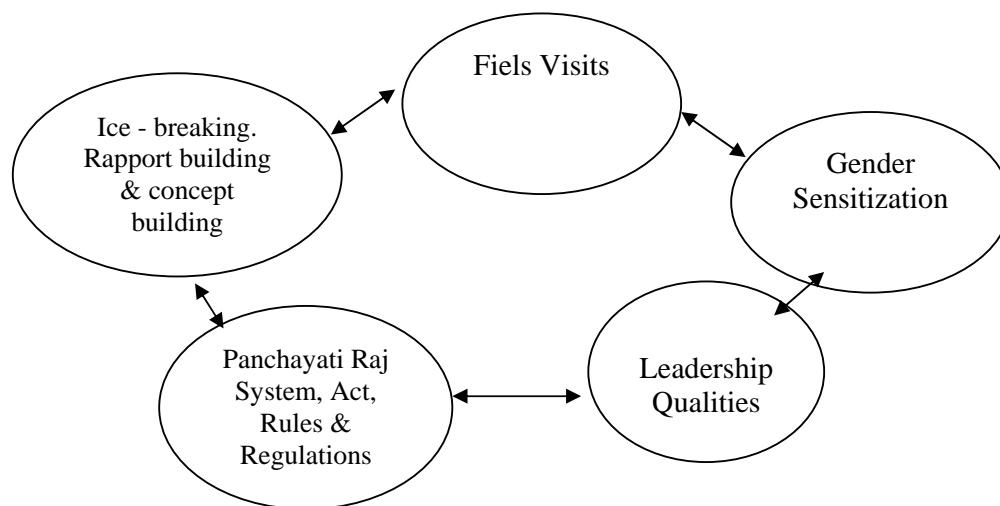 Fiels Visits
Ice - breaking.
Rapport building
& concept
building
Gender
Sensitization
Panchayati Raj
System, Act,
Rules &
Regulations
Leadership
Qualities